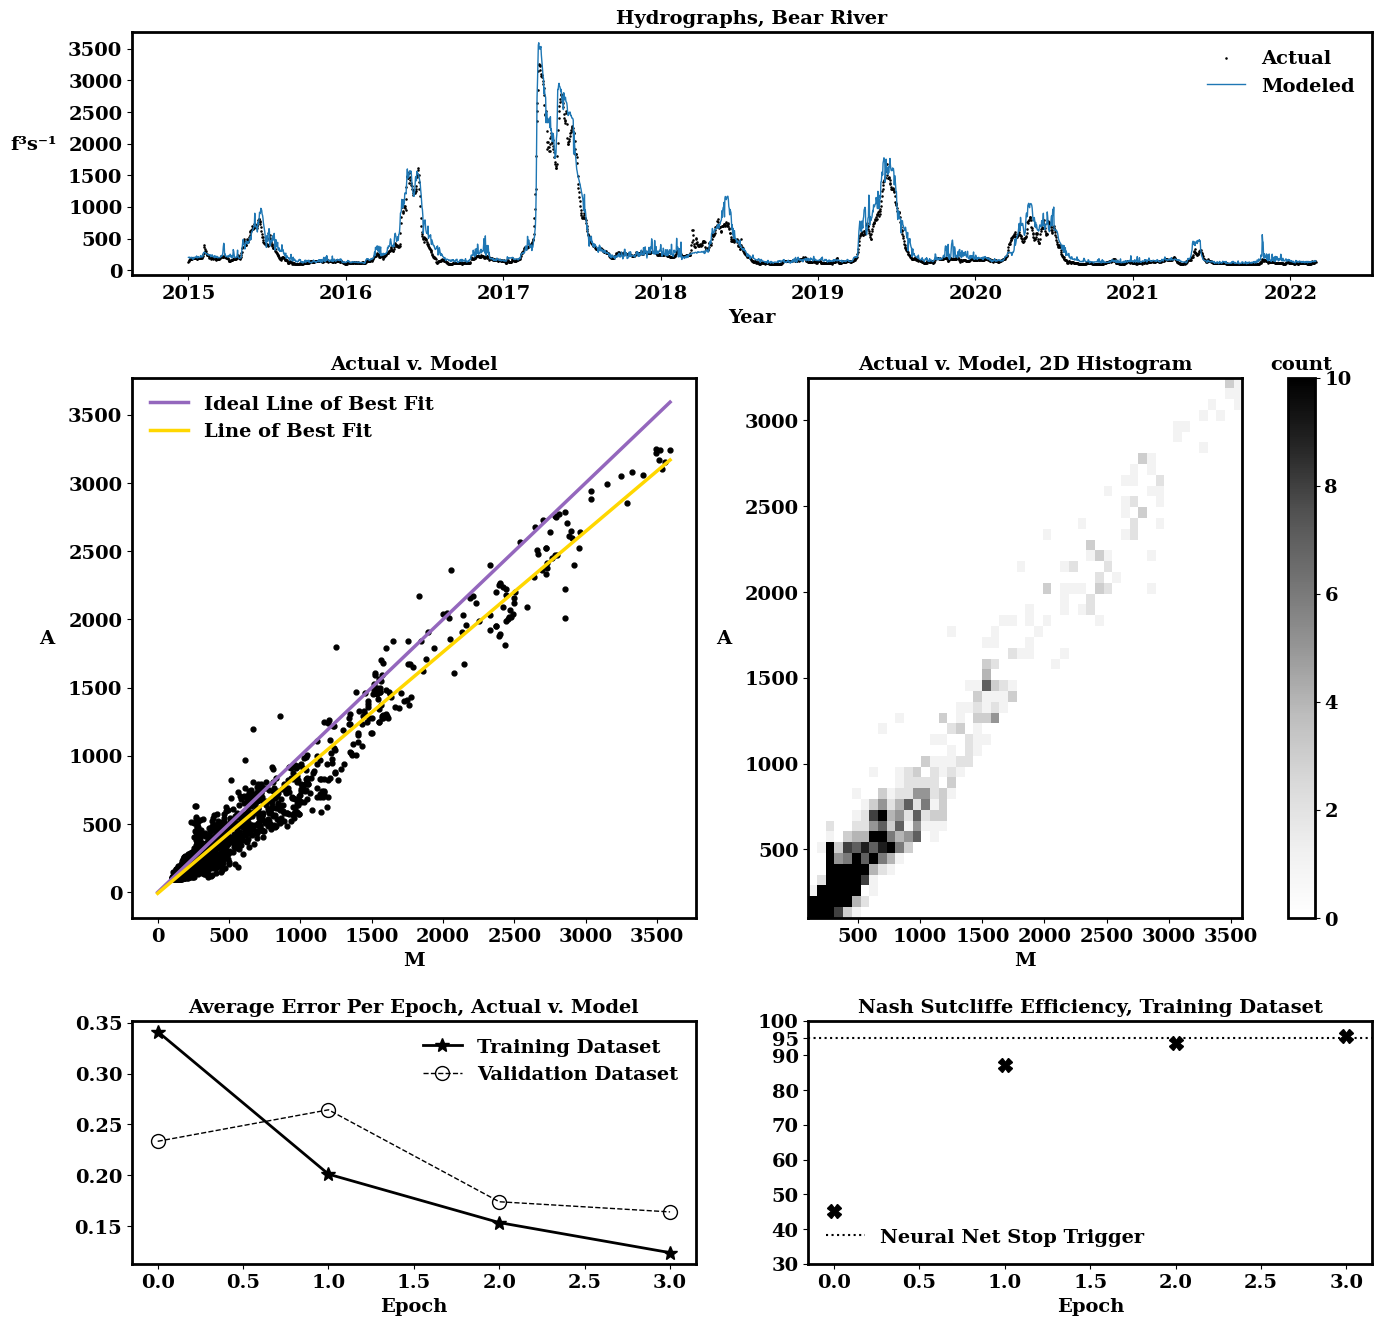 Hydrographs, Bear River
3500
3000
2500
2000
1500
1000
500
0
f³s⁻¹
Actual
Modeled
2015 2016 2017 2018 2019 2020 2021 2022
Year
Actual v. Model
3500
3000
2500
2000
1500
1000
500
0
A
Ideal Line of Best Fit
Line of Best Fit
0 500 1000 1500 2000 2500 3000 3500
M
Actual v. Model, 2D Histogram
3000
2500
2000
1500
1000
500
A
500 1000 1500 2000 2500 3000 3500
M
count
10
8
6
4
2
0
Average Error Per Epoch, Actual v. Model
0.35
0.30
0.25
0.20
0.15
Training Dataset
Validation Dataset
0.0 0.5 1.0 1.5 2.0 2.5 3.0
Epoch
Nash Sutcliffe Efficiency, Training Dataset
100
95
90
80
70
60
50
40
30
Neural Net Stop Trigger
0.0 0.5 1.0 1.5 2.0 2.5 3.0
Epoch